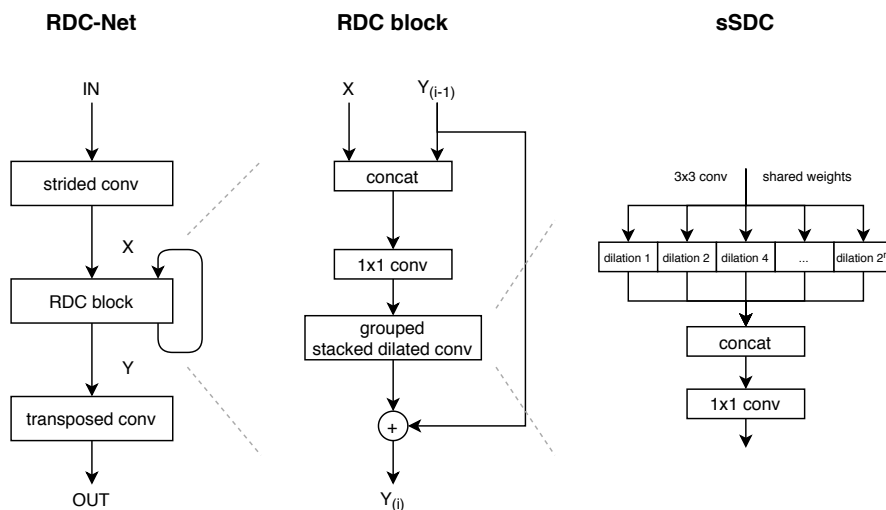 RDC-Net
IN
strided conv
X
RDC block
Y
transposed conv
OUT
RDC block
X
Y(i-1)
concat
1x1 conv
grouped
stacked dilated conv
+
Y(i)
sSDC
3x3 conv
shared weights
dilation 1
dilation 2
dilation 4
...
dilation 2ⁿ
concat
1x1 conv